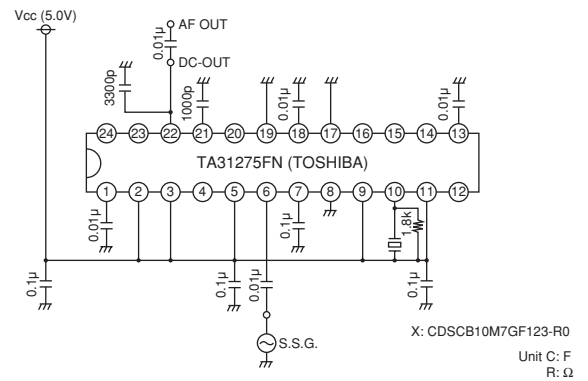 Vcc (5.0V)
AF OUT
0.01µ
DC-OUT
3300p
1000p
0.01µ
0.01µ
24 23 22 21 20 19 18 17 16 15 14 13
TA31275FN (TOSHIBA)
1 2 3 4 5 6 7 8 9 10 11 12
0.01µ
0.1µ
1.8k
0.1µ
0.1µ
0.01µ
0.1µ
S.S.G.
X: CDSCB10M7GF123-R0
Unit C: F
R: Ω